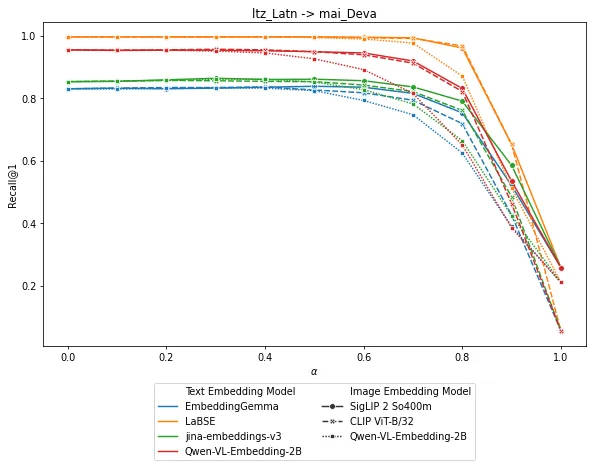 ltz_Latn -> mai_Deva
1.0
0.8
0.6
0.4
0.2
Recall@1
0.0 0.2 0.4 0.6 0.8 1.0
α
Text Embedding Model
EmbeddingGemma
LaBSE
jina-embeddings-v3
Qwen-VL-Embedding-2B
Image Embedding Model
SigLIP 2 So400m
CLIP ViT-B/32
Qwen-VL-Embedding-2B